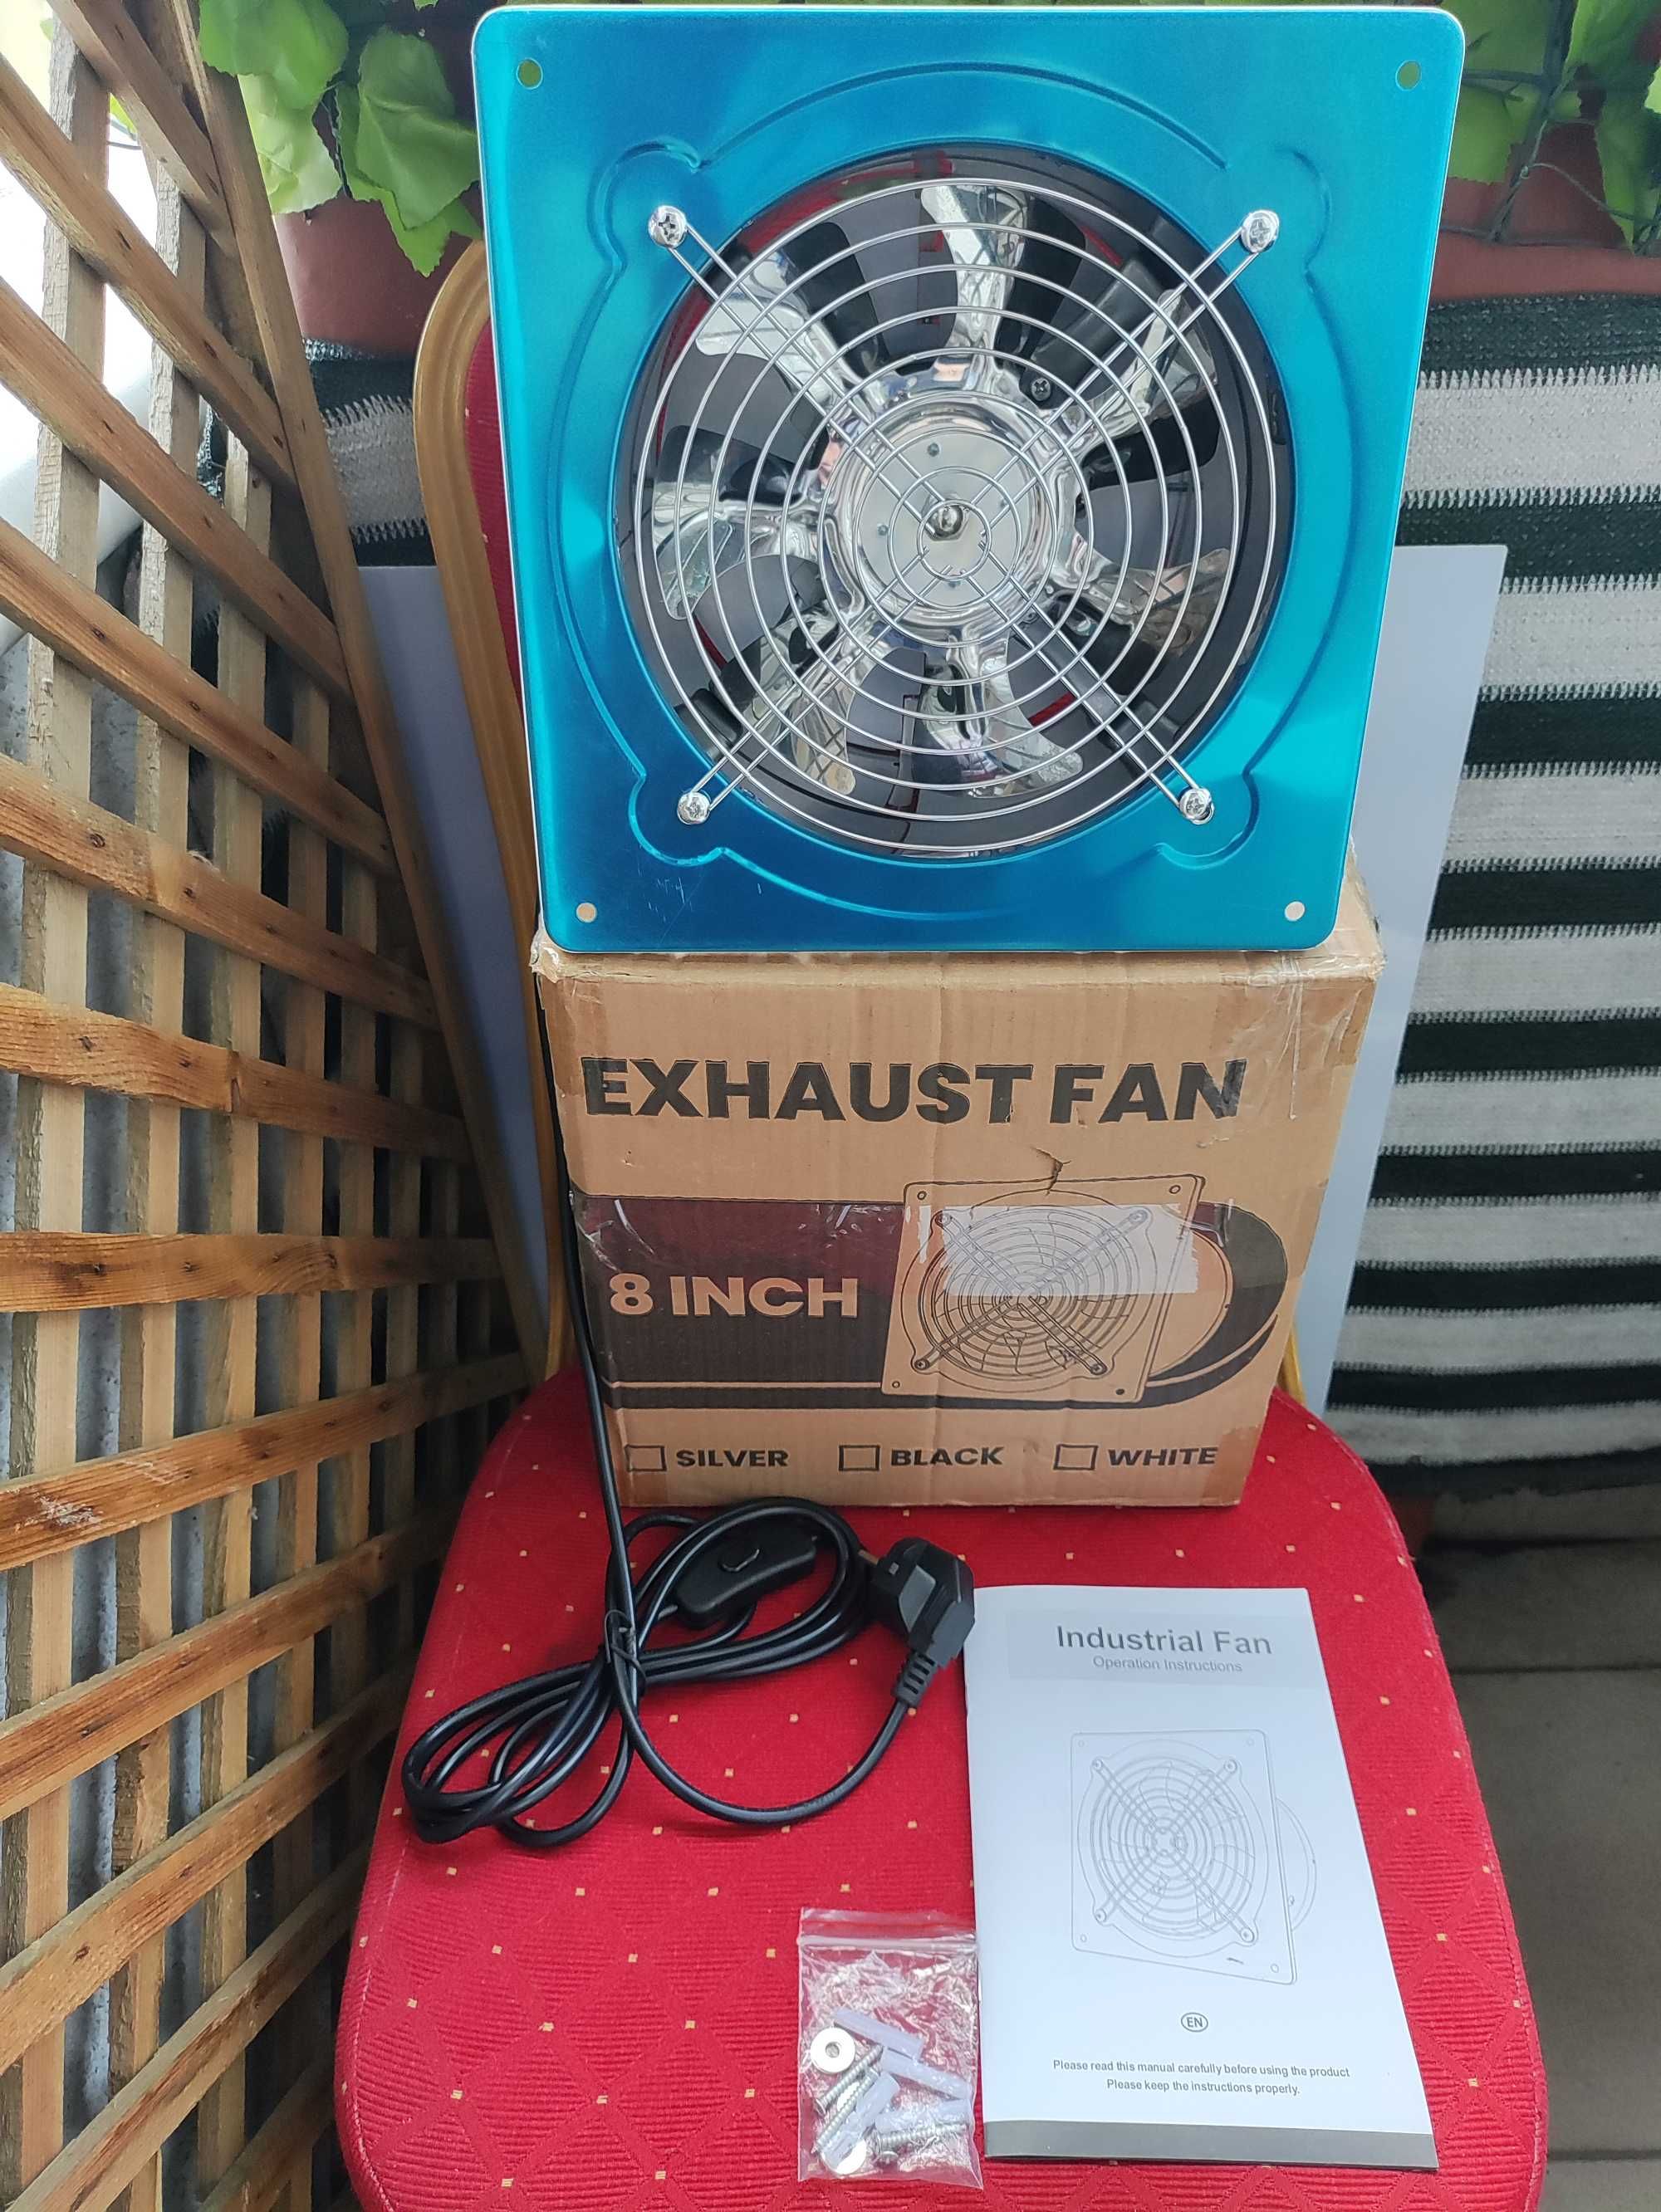 EXHAUST FAN
8 INCH
SILVER BLACK WHITE
Industrial Fan
Operation Instructions
EN
Please read this manual carefully before using the product
Please keep the instructions properly.